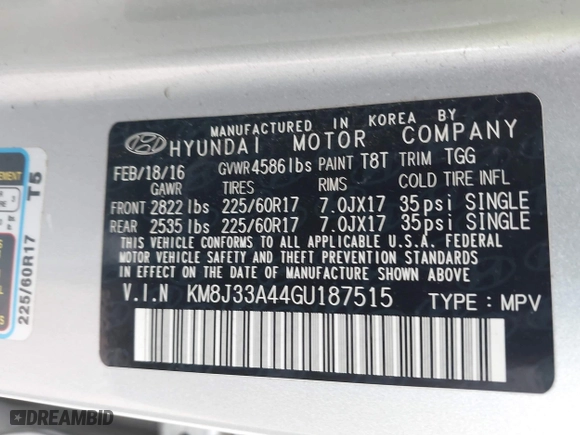 MANUFACTURED IN KOREA BY
HYUNDAI MOTOR COMPANY
FEB/18/16 GVWR 4586 lbs PAINT T8T TRIM TGG
GAWR TIRES RIMS COLD TIRE INFL
FRONT 2822 lbs 225/60R17 7.0JX17 35psi SINGLE
REAR 2535 lbs 225/60R17 7.0JX17 35psi SINGLE
THIS VEHICLE CONFORMS TO ALL APPLICABLE U.S.A. FEDERAL
MOTOR VEHICLE SAFETY AND THEFT PREVENTION STANDARDS
IN EFFECT ON THE DATE OF MANUFACTURE SHOWN ABOVE.
V.I.N KM8J33A44GU187515 TYPE : MPV
225/60R17 T5
DREAMBID